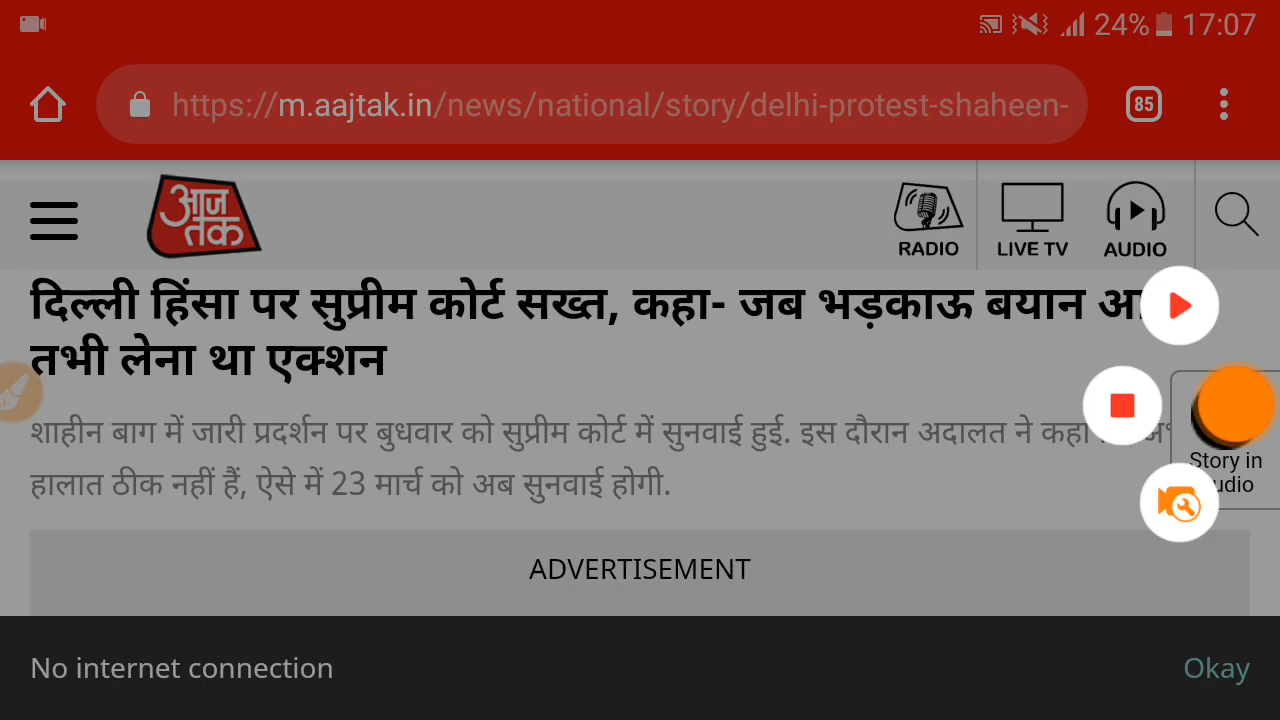 24% 17:07
https://m.aajtak.in/news/national/story/delhi-protest-shaheen-
85
आज
तक
RADIO
LIVE TV
AUDIO
दिल्ली हिंसा पर सुप्रीम कोर्ट सख्त, कहा- जब भड़काऊ बयान
तभी लेना था एक्शन
शाहीन बाग में जारी प्रदर्शन पर बुधवार को सुप्रीम कोर्ट में सुनवाई हुई. इस दौरान अदालत ने कहा
हालात ठीक नहीं हैं, ऐसे में 23 मार्च को अब सुनवाई होगी.
Story in
ADVERTISEMENT
No internet connection
Okay